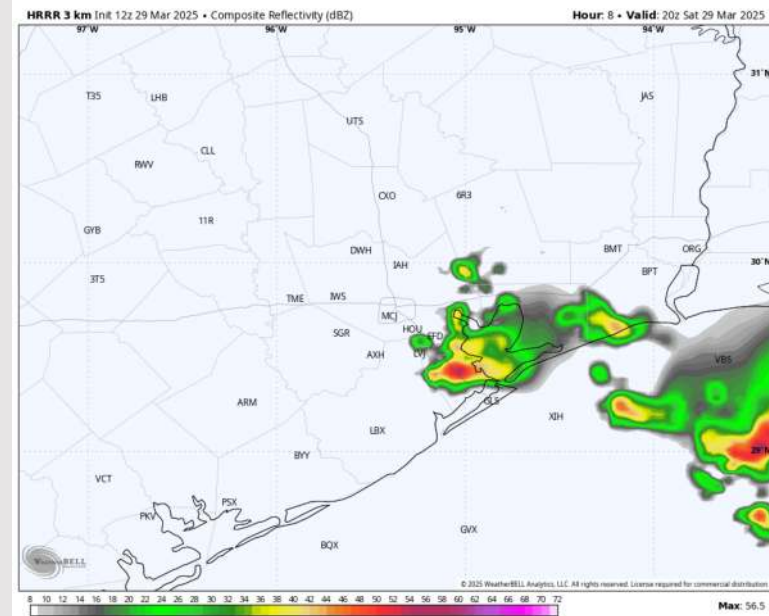 HRRR 3 km Init 12z 29 Mar 2025 • Composite Reflectivity (dBZ) Hour: 8 • Valid: 20z Sat 29 Mar 2025
97°W 96°W 95°W 94°W
31°N
T35 LHB JAS
UTS
CLL
RWV
CXO 6R3
11R
GYB
DWH BMT ORG
IAH 30°N
BPT
3T5
TME IWS
MCJ
SGR HOU EFD
AXH LVJ
VBS
ARM GLS
XIH
LBX
29°N
BYY
VCT
PSX
PKV
GVX
BQX
WEATHERBELL
© 2025 WeatherBELL Analytics, LLC. All rights reserved. License required for commercial distribution.
8 10 12 14 16 18 20 22 24 26 28 30 32 34 36 38 40 42 44 46 48 50 52 54 56 58 60 62 64 66 68 70 72
Max: 56.5